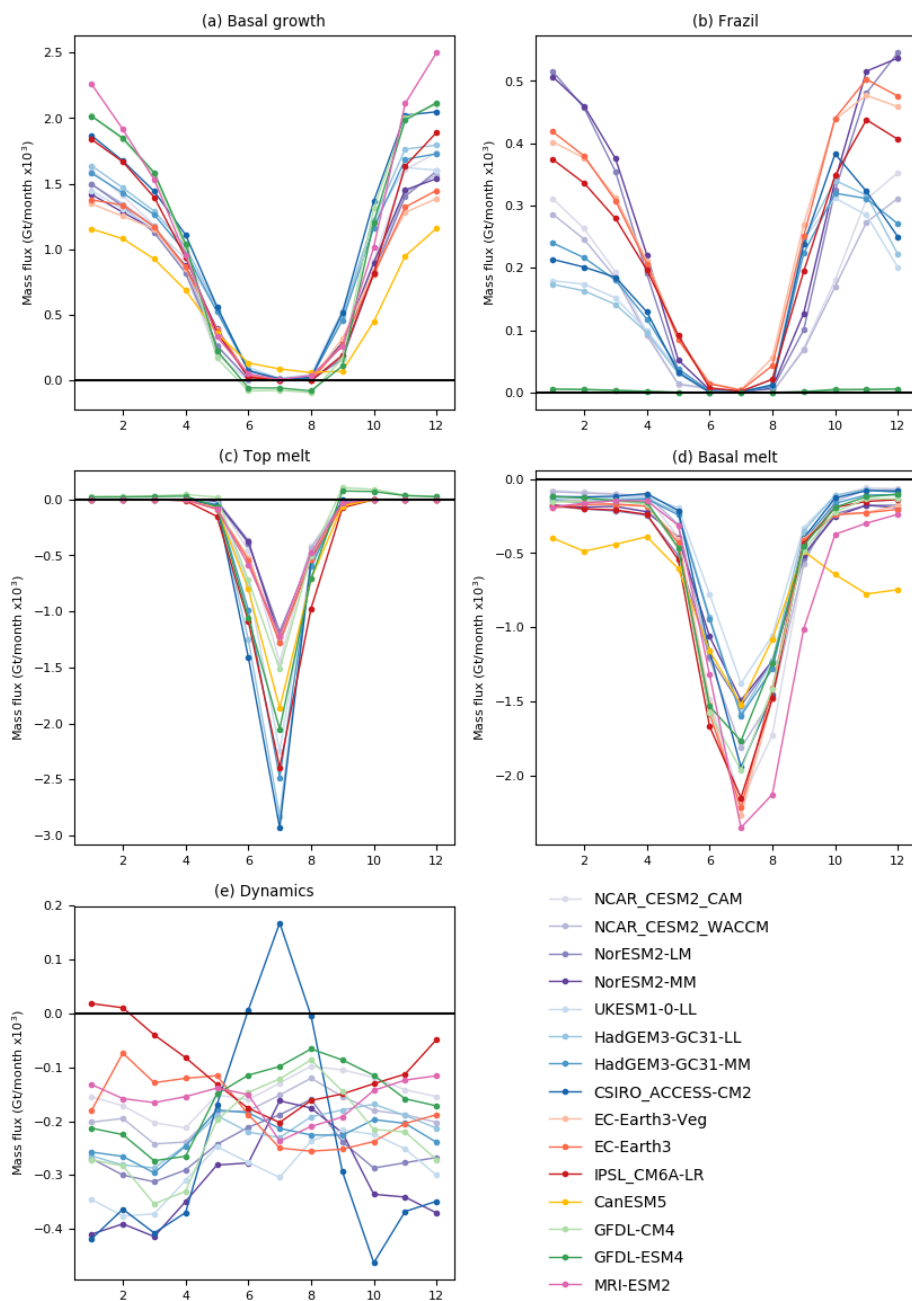 (a) Basal growth
(b) Frazil
Mass flux (Gt/month x10³)
2.5
2.0
1.5
1.0
0.5
0.0
2 4 6 8 10 12
Mass flux (Gt/month x10³)
0.5
0.4
0.3
0.2
0.1
0.0
2 4 6 8 10 12
(c) Top melt
(d) Basal melt
Mass flux (Gt/month x10³)
0.0
−0.5
−1.0
−1.5
−2.0
−2.5
−3.0
2 4 6 8 10 12
Mass flux (Gt/month x10³)
0.0
−0.5
−1.0
−1.5
−2.0
2 4 6 8 10 12
(e) Dynamics
Mass flux (Gt/month x10³)
0.2
0.1
0.0
−0.1
−0.2
−0.3
−0.4
2 4 6 8 10 12
NCAR_CESM2_CAM
NCAR_CESM2_WACCM
NorESM2-LM
NorESM2-MM
UKESM1-0-LL
HadGEM3-GC31-LL
HadGEM3-GC31-MM
CSIRO_ACCESS-CM2
EC-Earth3-Veg
EC-Earth3
IPSL_CM6A-LR
CanESM5
GFDL-CM4
GFDL-ESM4
MRI-ESM2